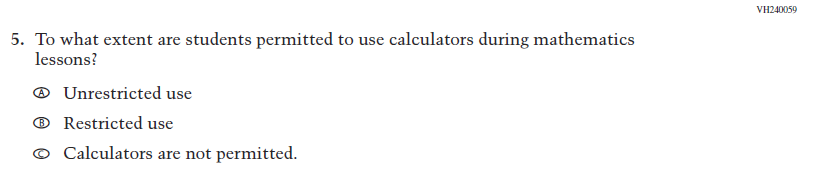 VH240059
5. To what extent are students permitted to use calculators during mathematics
lessons?
Ⓐ Unrestricted use
Ⓑ Restricted use
Ⓒ Calculators are not permitted.